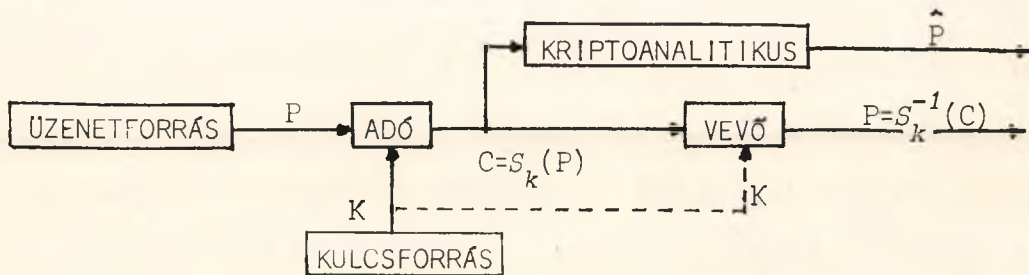 KRIPTOANALITIKUS
P̂
ÜZENETFORRÁS
P
ADÓ
C=S_k(P)
VEVŐ
P=S_k^{-1}(C)
K
K
KULCSFORRÁS